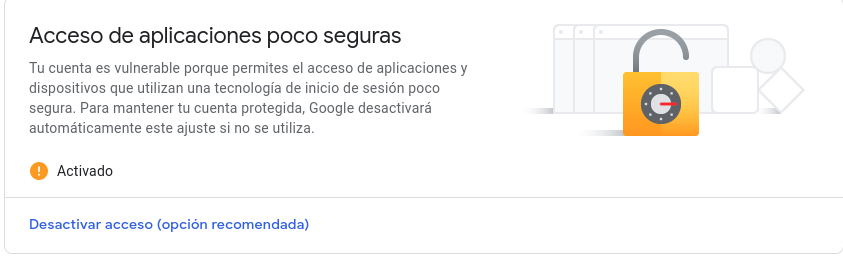 Acceso de aplicaciones poco seguras
Tu cuenta es vulnerable porque permites el acceso de aplicaciones y
dispositivos que utilizan una tecnología de inicio de sesión poco
segura. Para mantener tu cuenta protegida, Google desactivará
automáticamente este ajuste si no se utiliza.
Activado
Desactivar acceso (opción recomendada)